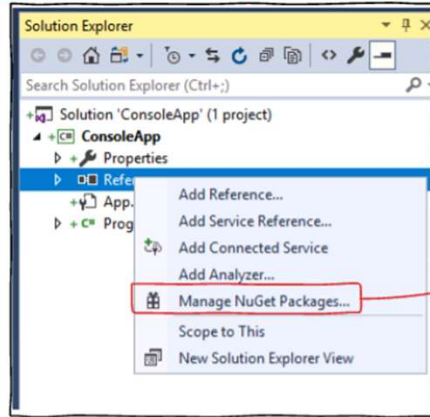 Solution Explorer
Search Solution Explorer (Ctrl+;)
Solution 'ConsoleApp' (1 project)
C# ConsoleApp
Properties
Refer
Add Reference...
App.
Add Service Reference...
C# Prog
Add Connected Service
Add Analyzer...
Manage NuGet Packages...
Scope to This
New Solution Explorer View